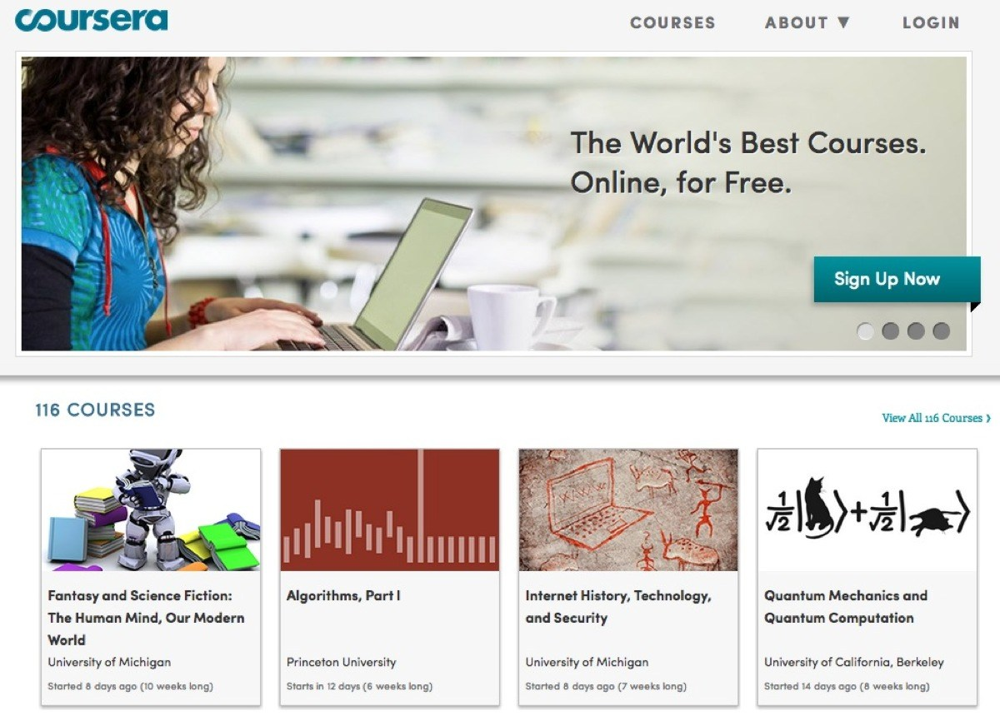 coursera
COURSES
ABOUT ▼
LOGIN
The World's Best Courses.
Online, for Free.
Sign Up Now
116 COURSES
View All 116 Courses ›
1/√2|⟩+1/√2|⟩
Fantasy and Science Fiction:
The Human Mind, Our Modern
World
University of Michigan
Started 8 days ago (10 weeks long)
Algorithms, Part I
Princeton University
Starts in 12 days (6 weeks long)
Internet History, Technology,
and Security
University of Michigan
Started 8 days ago (7 weeks long)
Quantum Mechanics and
Quantum Computation
University of California, Berkeley
Started 14 days ago (8 weeks long)